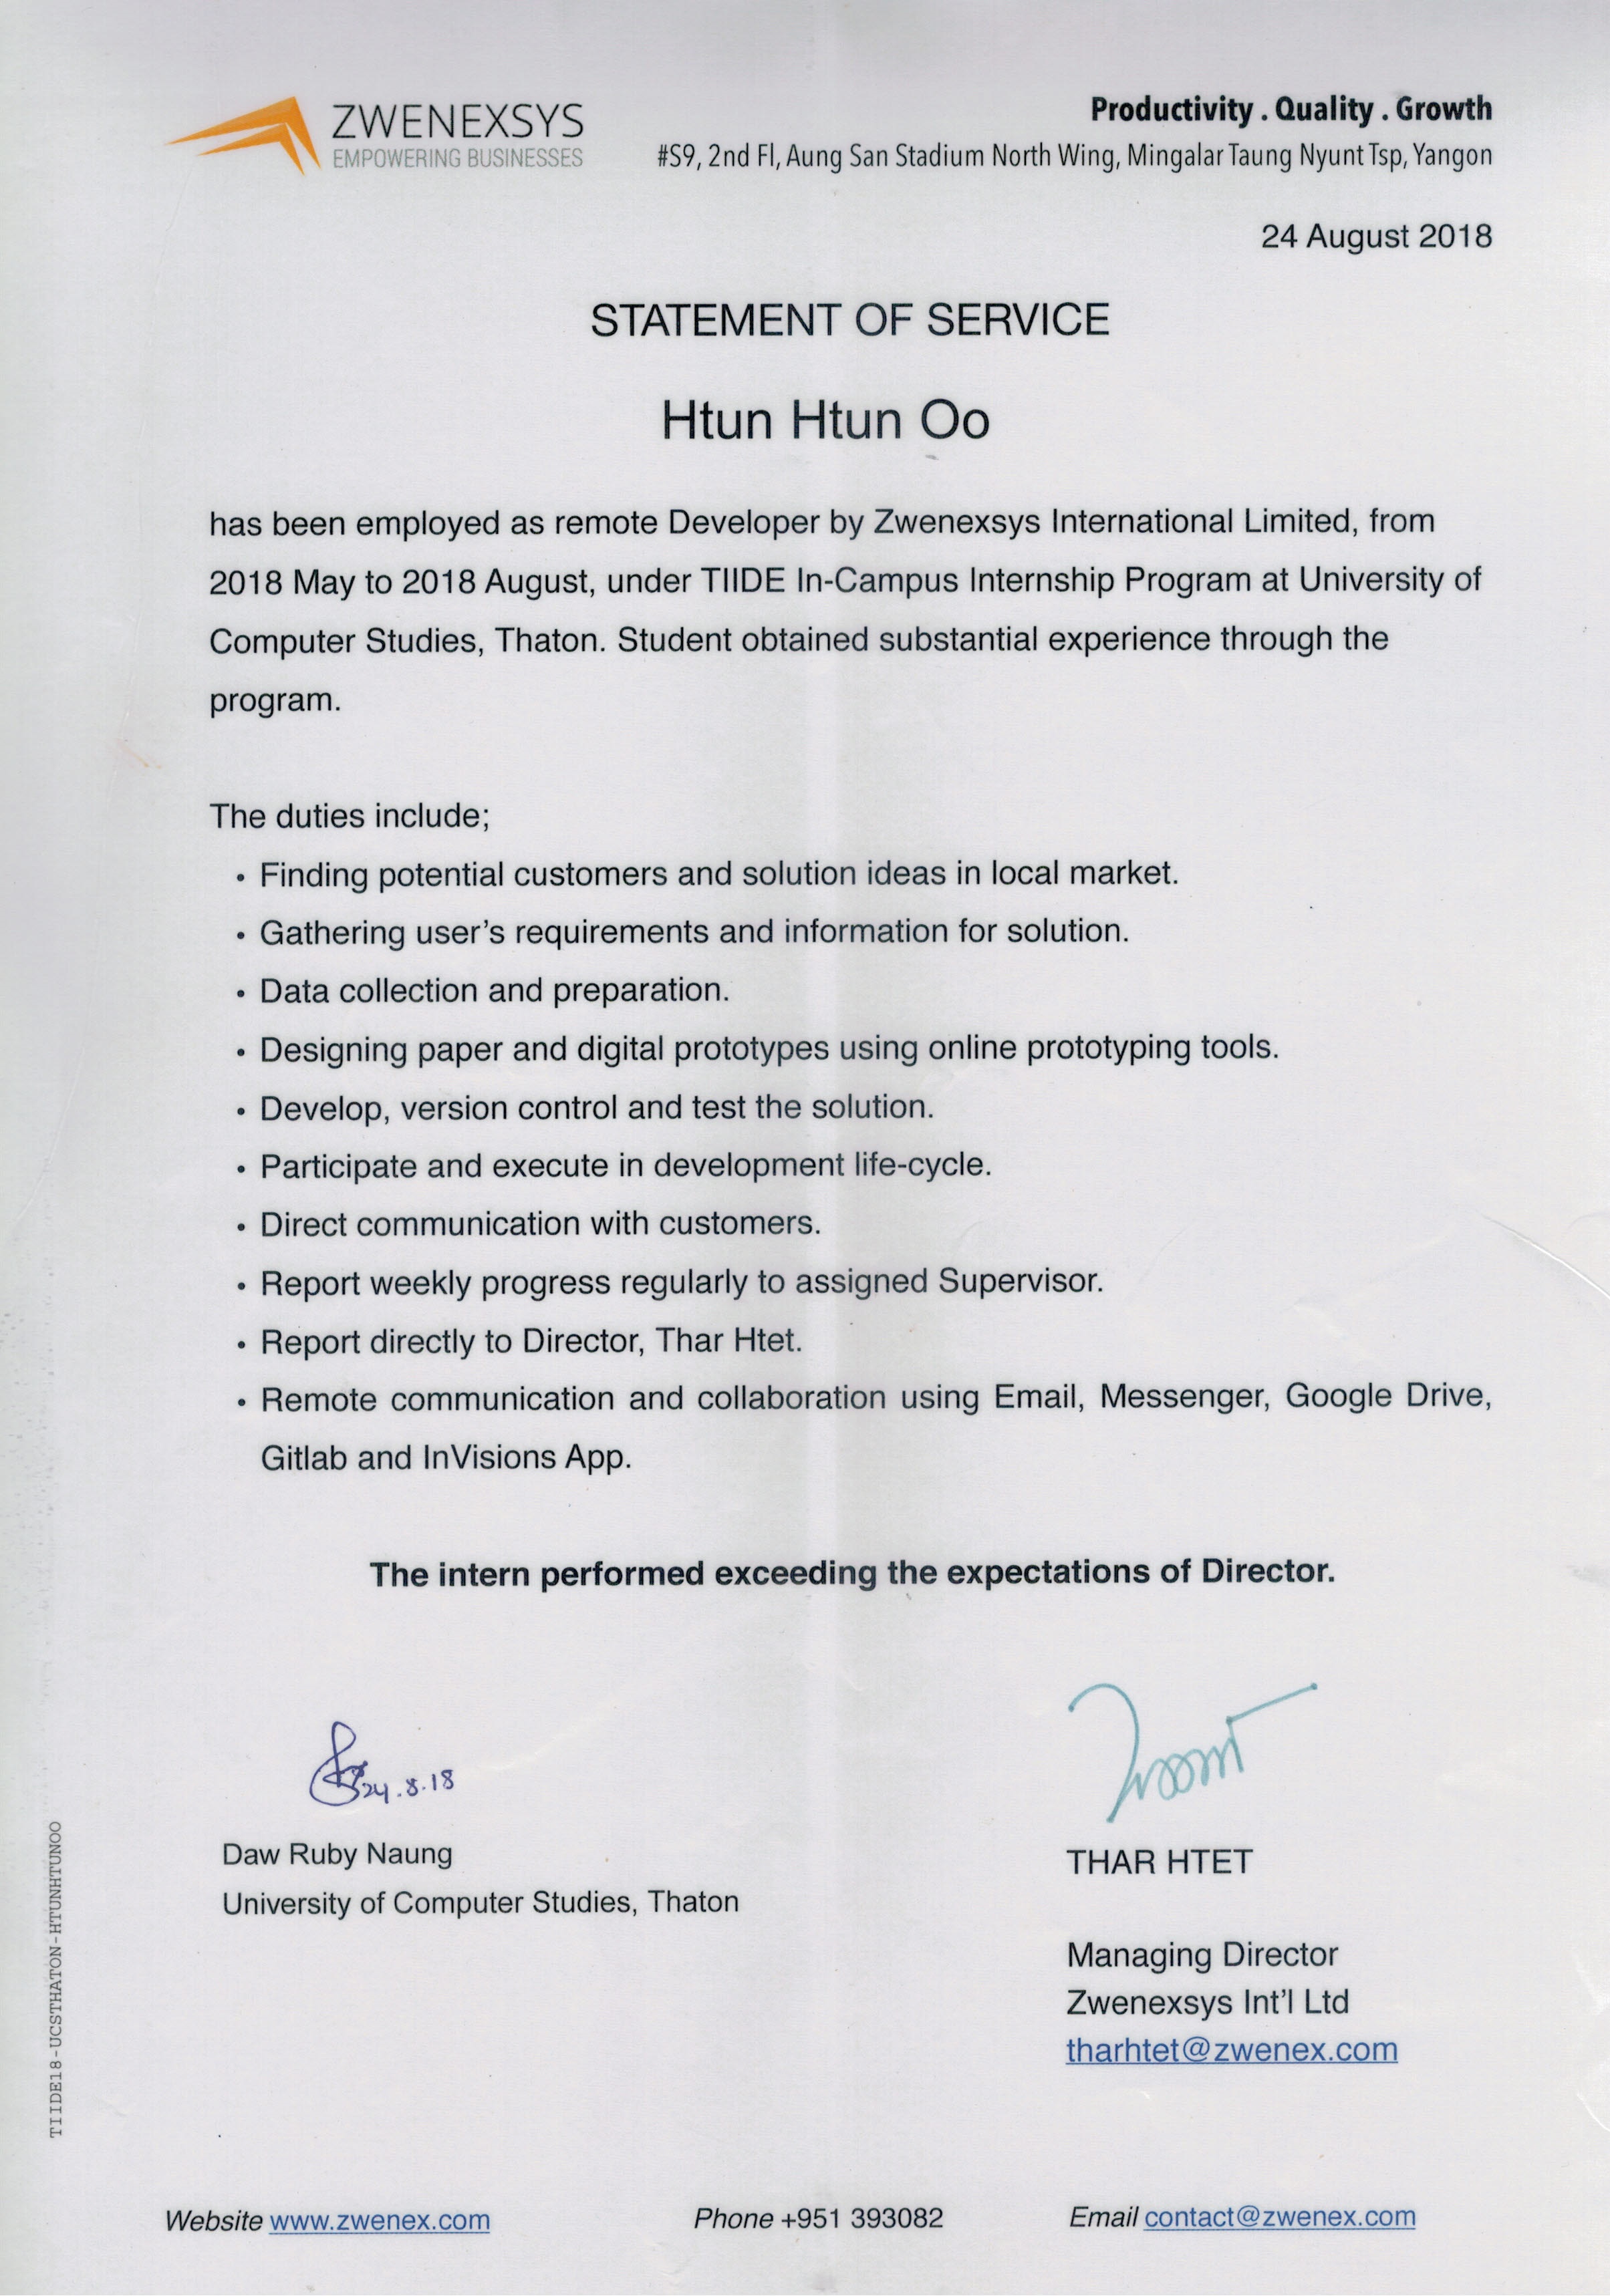 ZWENEXSYS
EMPOWERING BUSINESSES
Productivity . Quality . Growth
#S9, 2nd Fl, Aung San Stadium North Wing, Mingalar Taung Nyunt Tsp, Yangon
24 August 2018
STATEMENT OF SERVICE
Htun Htun Oo
has been employed as remote Developer by Zwenexsys International Limited, from
2018 May to 2018 August, under TIIDE In-Campus Internship Program at University of
Computer Studies, Thaton. Student obtained substantial experience through the
program.
The duties include;
• Finding potential customers and solution ideas in local market.
• Gathering user’s requirements and information for solution.
• Data collection and preparation.
• Designing paper and digital prototypes using online prototyping tools.
• Develop, version control and test the solution.
• Participate and execute in development life-cycle.
• Direct communication with customers.
• Report weekly progress regularly to assigned Supervisor.
• Report directly to Director, Thar Htet.
• Remote communication and collaboration using Email, Messenger, Google Drive,
Gitlab and InVisions App.
The intern performed exceeding the expectations of Director.
24.8.18
Daw Ruby Naung
University of Computer Studies, Thaton
THAR HTET
Managing Director
Zwenexsys Int’l Ltd
tharhtet@zwenex.com
TIIDE18-UCSTHATON-HTUNHTUNOO
Website www.zwenex.com
Phone +951 393082
Email contact@zwenex.com